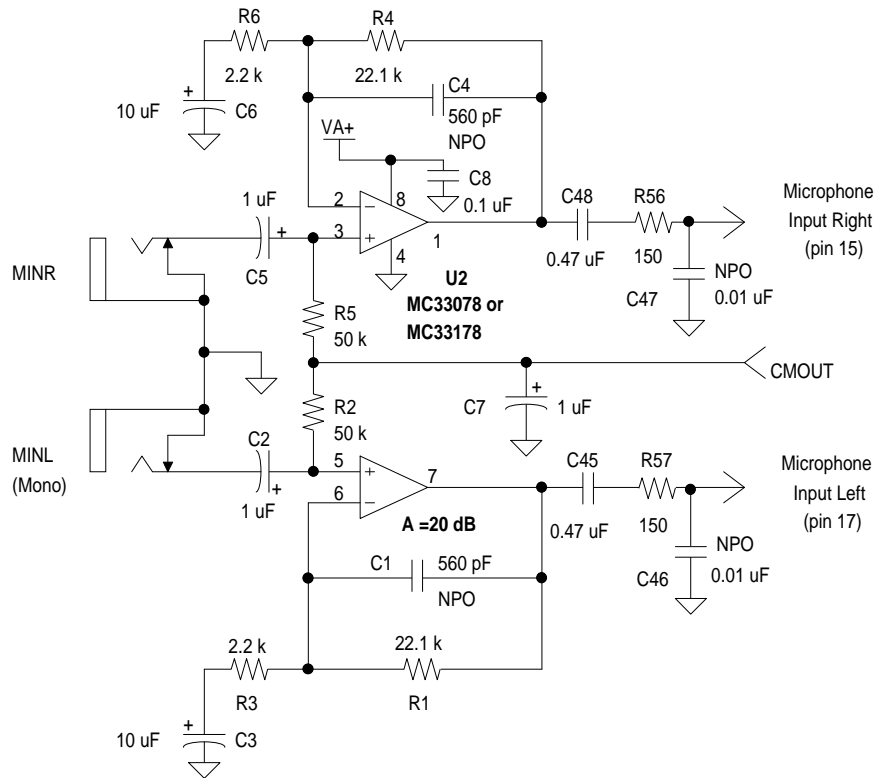 R6
R4
2.2 k
22.1 k
C4
560 pF
NPO
10 uF
+
C6
VA+
C8
0.1 uF
1 uF
+
C5
2
−
8
3
+
4
1
U2
MC33078 or
MC33178
C48
0.47 uF
R56
150
C47
NPO
0.01 uF
Microphone
Input Right
(pin 15)
MINR
R5
50 k
CMOUT
C7
+
1 uF
R2
50 k
MINL
(Mono)
C2
+
1 uF
5
+
6
−
7
A =20 dB
C45
0.47 uF
R57
150
C46
NPO
0.01 uF
Microphone
Input Left
(pin 17)
C1
560 pF
NPO
2.2 k
R3
22.1 k
R1
10 uF
+
C3